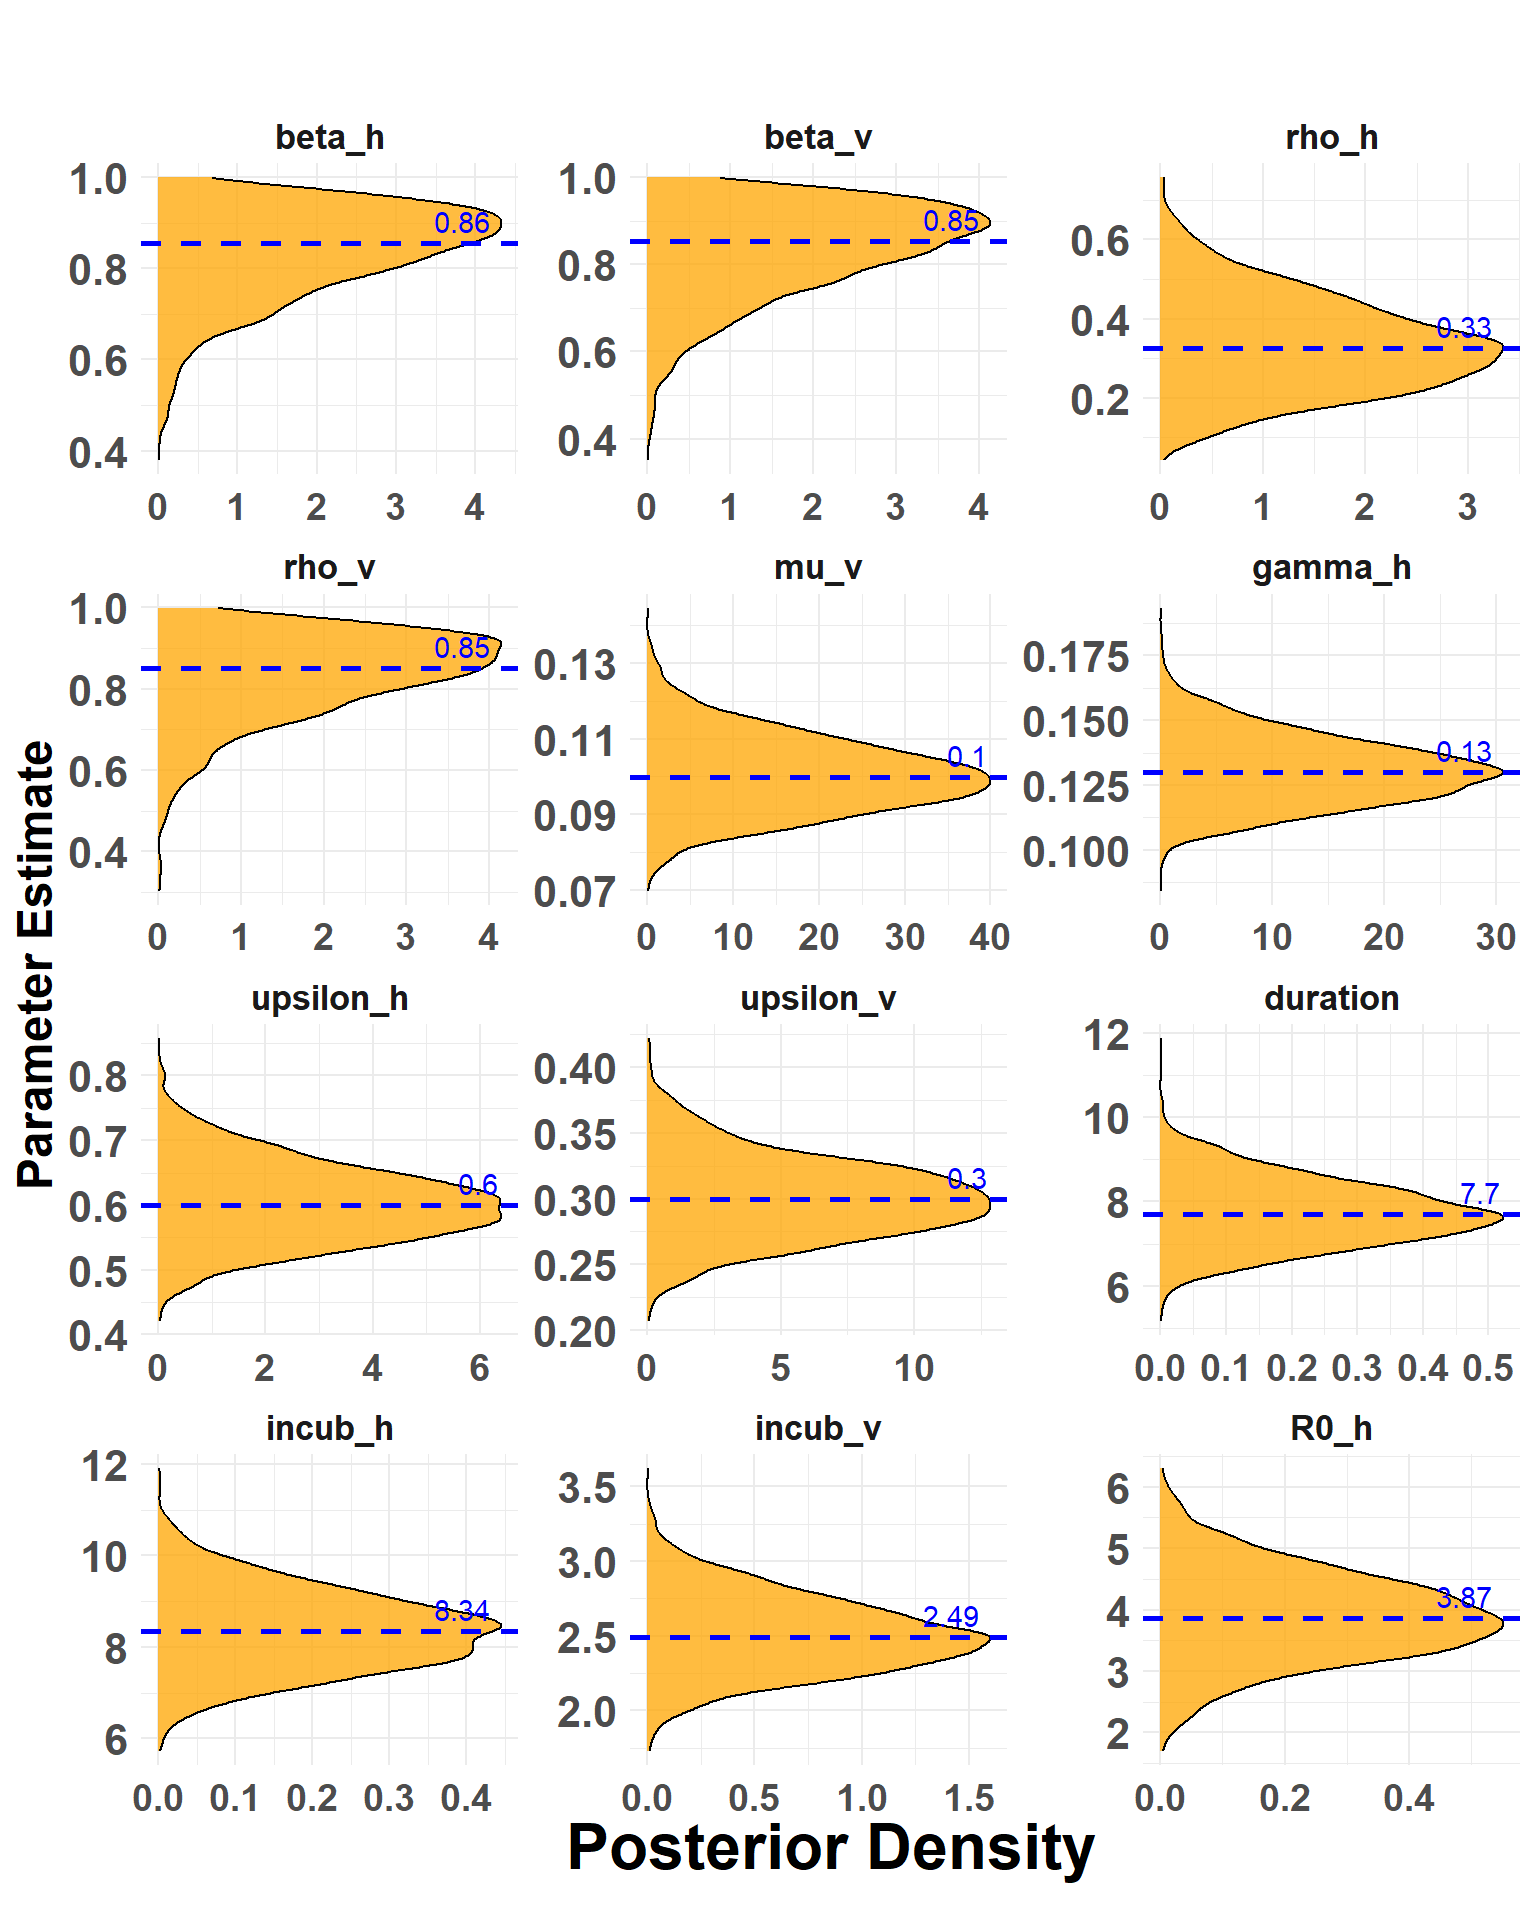 beta_h
beta_v
rho_h
1.0
0.8
0.6
0.4
0.86
0 1 2 3 4
1.0
0.8
0.6
0.4
0.85
0 1 2 3 4
0.6
0.4
0.2
0.33
0 1 2 3
rho_v
mu_v
gamma_h
1.0
0.8
0.6
0.4
0.85
0 1 2 3 4
0.13
0.11
0.09
0.07
0.1
0 10 20 30 40
0.175
0.150
0.125
0.100
0.13
0 10 20 30
Parameter Estimate
upsilon_h
upsilon_v
duration
0.8
0.7
0.6
0.5
0.4
0.6
0 2 4 6
0.40
0.35
0.30
0.25
0.20
0.3
0 5 10
12
10
8
6
7.7
0.0 0.1 0.2 0.3 0.4 0.5
incub_h
incub_v
R0_h
12
10
8
6
8.34
0.0 0.1 0.2 0.3 0.4
3.5
3.0
2.5
2.0
2.49
0.0 0.5 1.0 1.5
6
5
4
3
2
3.87
0.0 0.2 0.4
Posterior Density